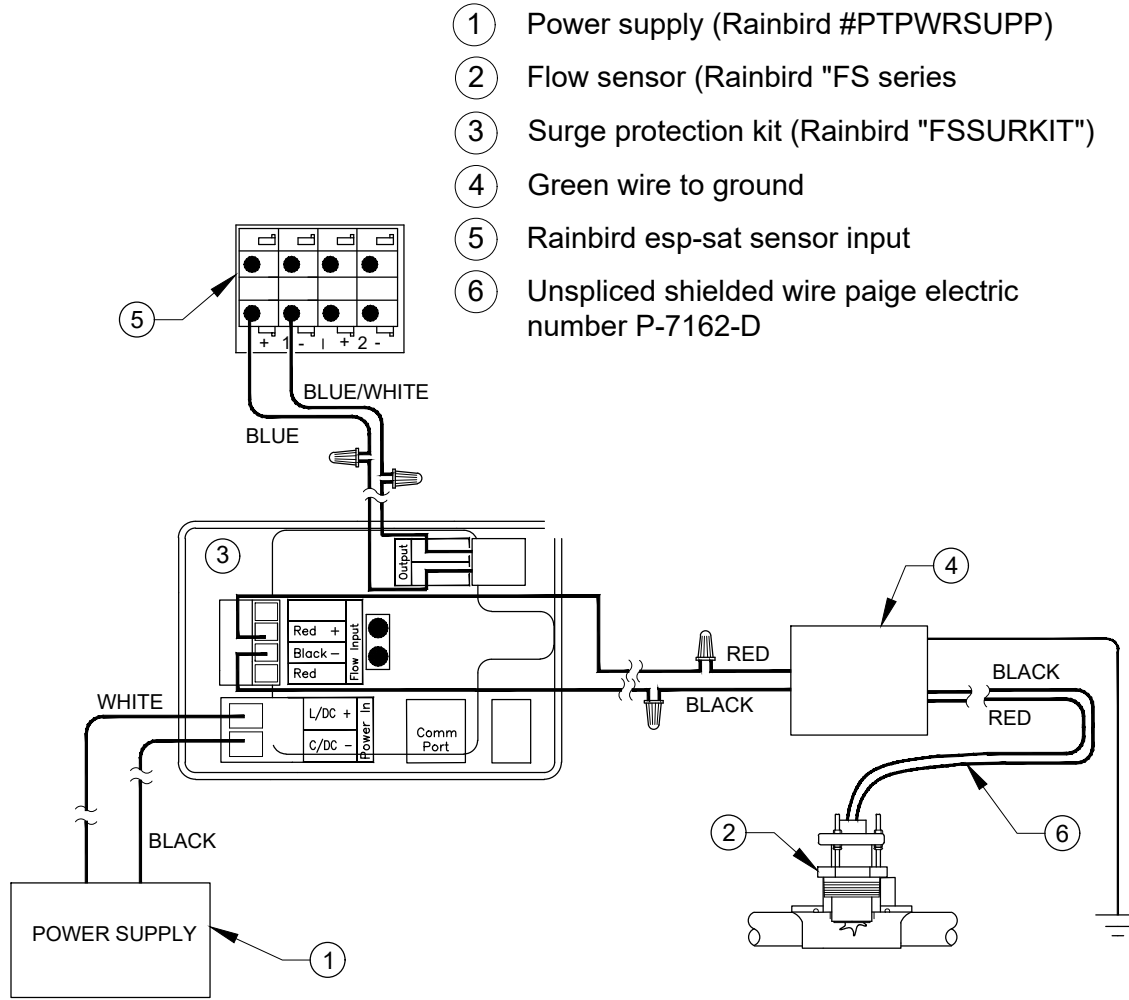 1 Power supply (Rainbird #PTPWRSUPP)
2 Flow sensor (Rainbird "FS series
3 Surge protection kit (Rainbird "FSSURKIT")
4 Green wire to ground
5 Rainbird esp-sat sensor input
6 Unspliced shielded wire paige electric
number P-7162-D
5
+ 1 - | + 2 -
BLUE/WHITE
BLUE
3
Output
4
Red +
Black -
Red
Flow Input
RED
BLACK
BLACK
RED
WHITE
L/DC +
C/DC -
Power In
Comm
Port
BLACK
2
6
POWER SUPPLY
1